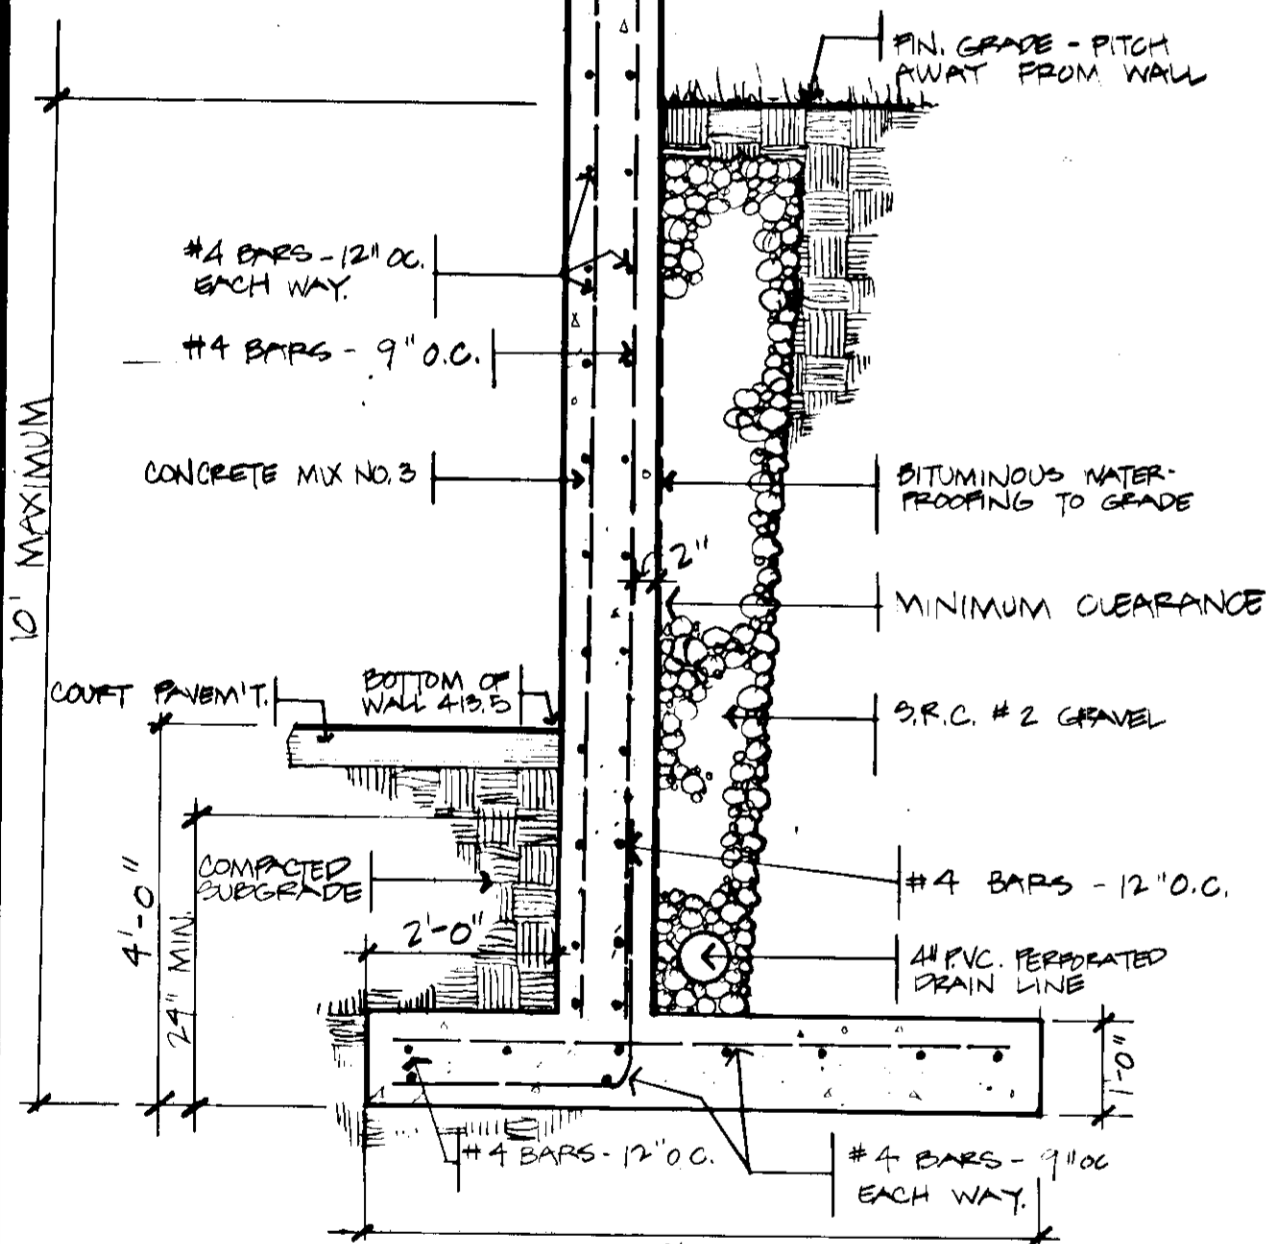 FIN. GRADE - PITCH
AWAY FROM WALL
#4 BARS - 12" OC.
EACH WAY.
#4 BARS - 9" O.C.
CONCRETE MIX NO. 3
10' MAXIMUM
BITUMINOUS WATER-
PROOFING TO GRADE
2"
MINIMUM CLEARANCE
COURT PAVEM'T.
BOTTOM OF
WALL 413.5
S.R.C. #2 GRAVEL
4'-0"
24" MIN.
COMPACTED
SUBGRADE
2'-0"
#4 BARS - 12" O.C.
4" PVC. PERFORATED
DRAIN LINE
1'-0"
#4 BARS - 12" O.C.
#4 BARS - 9" OC
EACH WAY.